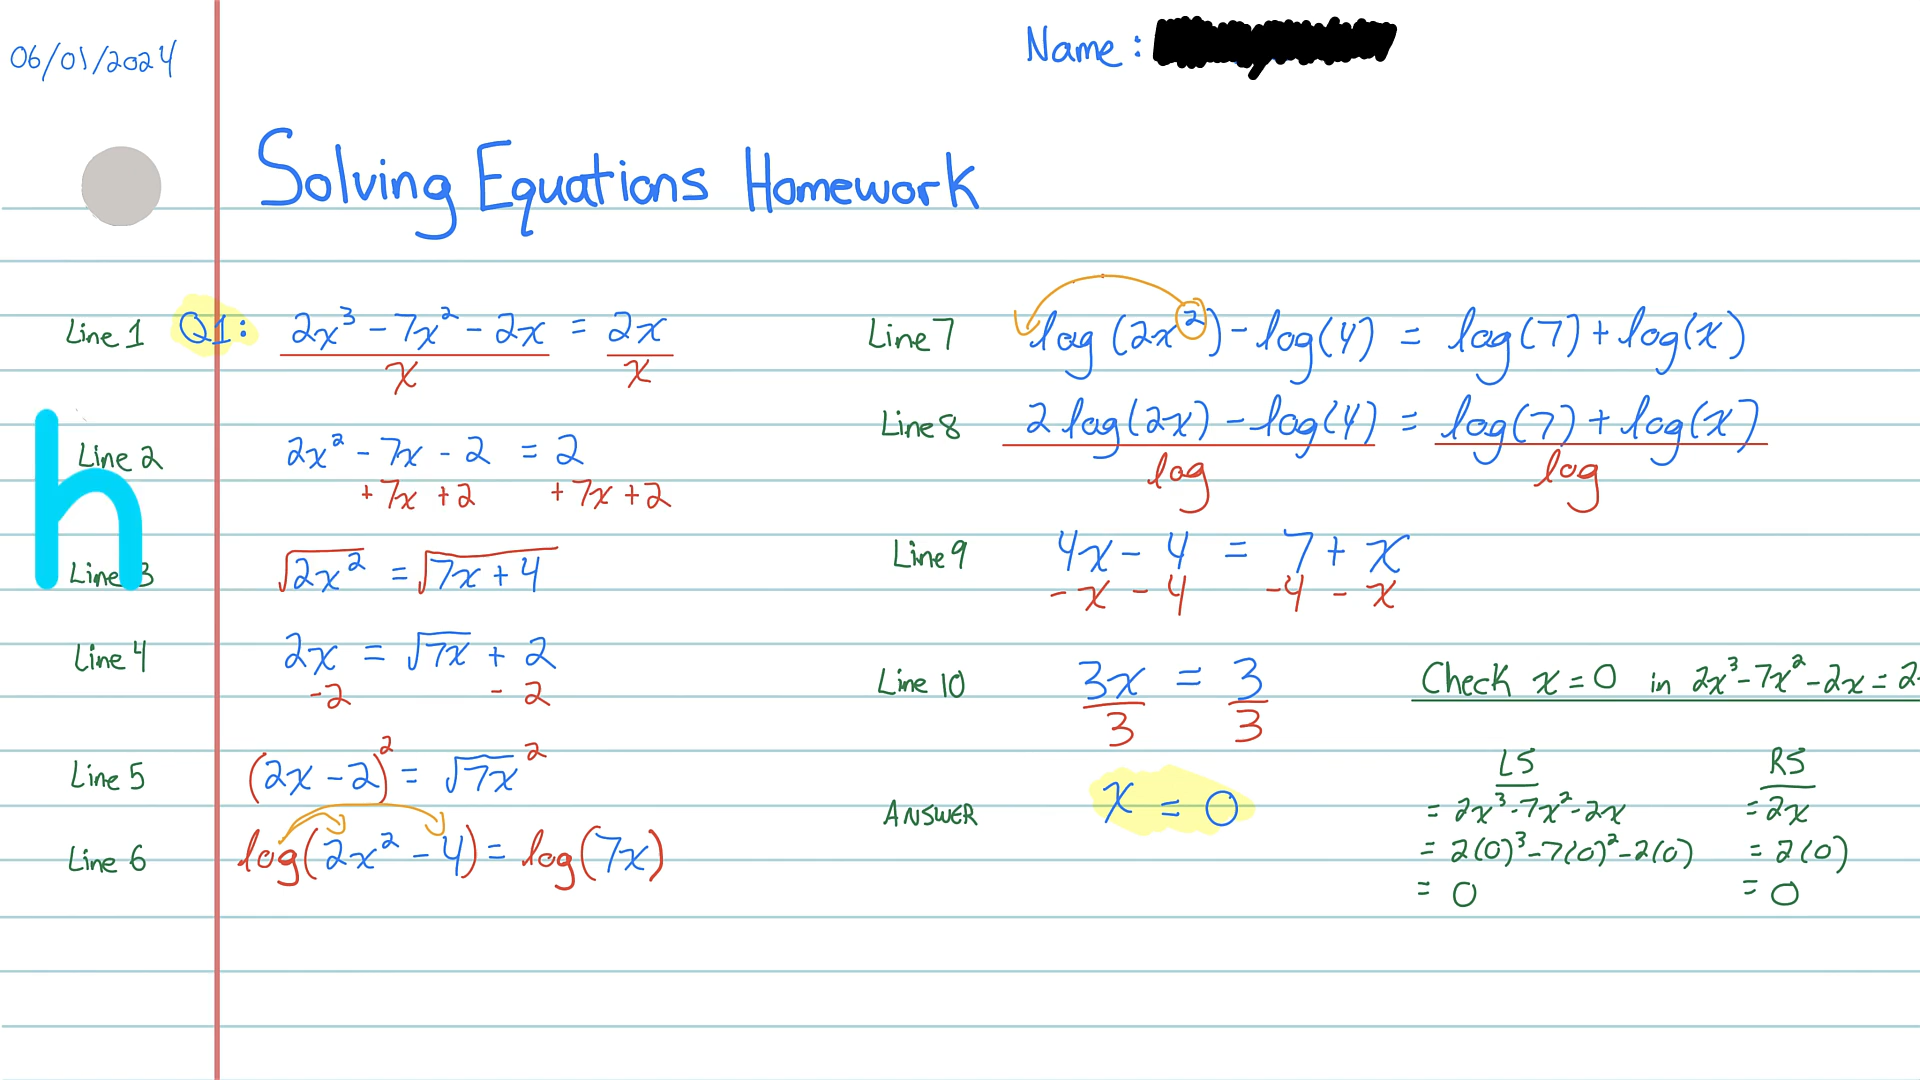 06/01/2024
Name:
Solving Equations Homework
Line 1 Q1: 2x³ - 7x² - 2x = 2x
x x
h
Line 2 2x² - 7x - 2 = 2
+ 7x + 2 + 7x + 2
Line 3 √2x² = √7x + 4
Line 4 2x = √7x + 2
-2 - 2
Line 5 (2x - 2)² = √7x²
Line 6 log(2x² - 4) = log(7x)
Line 7 log(2x²) - log(4) = log(7) + log(x)
Line 8 2 log(2x) - log(4) = log(7) + log(x)
log log
Line 9 4x - 4 = 7 + x
- x - 4 -4 - x
Line 10 3x = 3
3 3
ANSWER x = 0
Check x = 0 in 2x³-7x²-2x = 2
LS RS
= 2x³-7x²-2x = 2x
= 2(0)³-7(0)²-2(0) = 2(0)
= 0 = 0